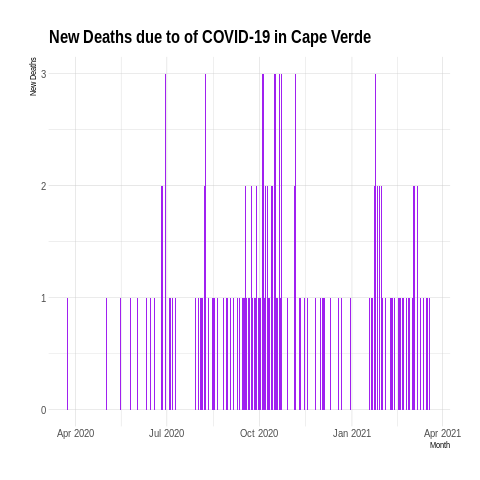 New Deaths due to of COVID-19 in Cape Verde
New Deaths
3
2
1
0
Apr 2020 Jul 2020 Oct 2020 Jan 2021 Apr 2021
Month